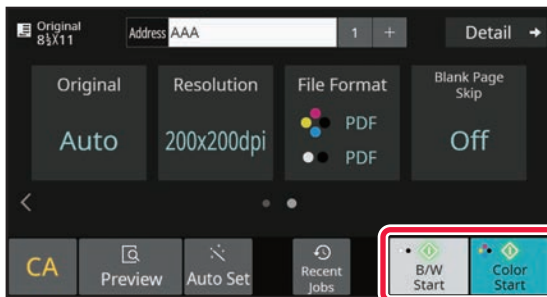 Original
8½X11
Address AAA
1 +
Detail
Original
Auto
Resolution
200x200dpi
File Format
PDF
PDF
Blank Page
Skip
Off
CA
Preview
Auto Set
Recent
Jobs
B/W
Start
Color
Start